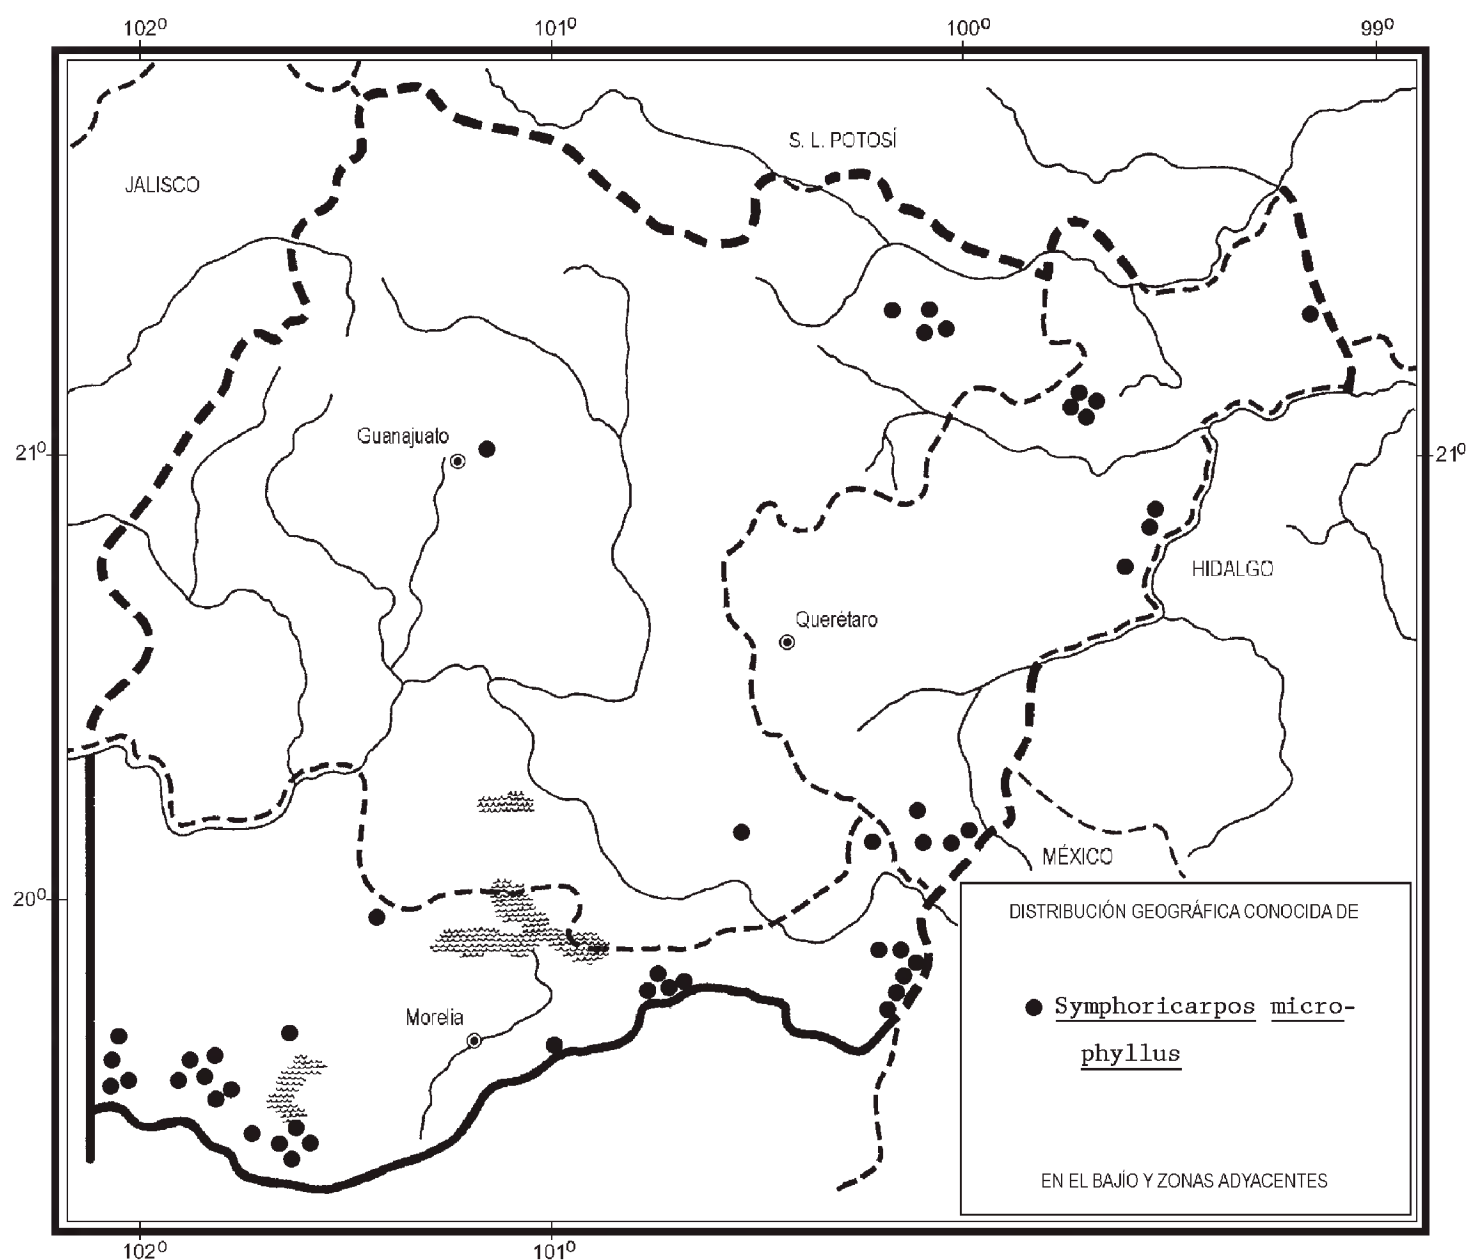 102º 101º 100º 99º
S. L. POTOSÍ
JALISCO
Guanajuato
21º 21º
HIDALGO
Querétaro
MÉXICO
20º
DISTRIBUCIÓN GEOGRÁFICA CONOCIDA DE
Symphoricarpos micro-
Morelia
phyllus
EN EL BAJÍO Y ZONAS ADYACENTES
102º 101º